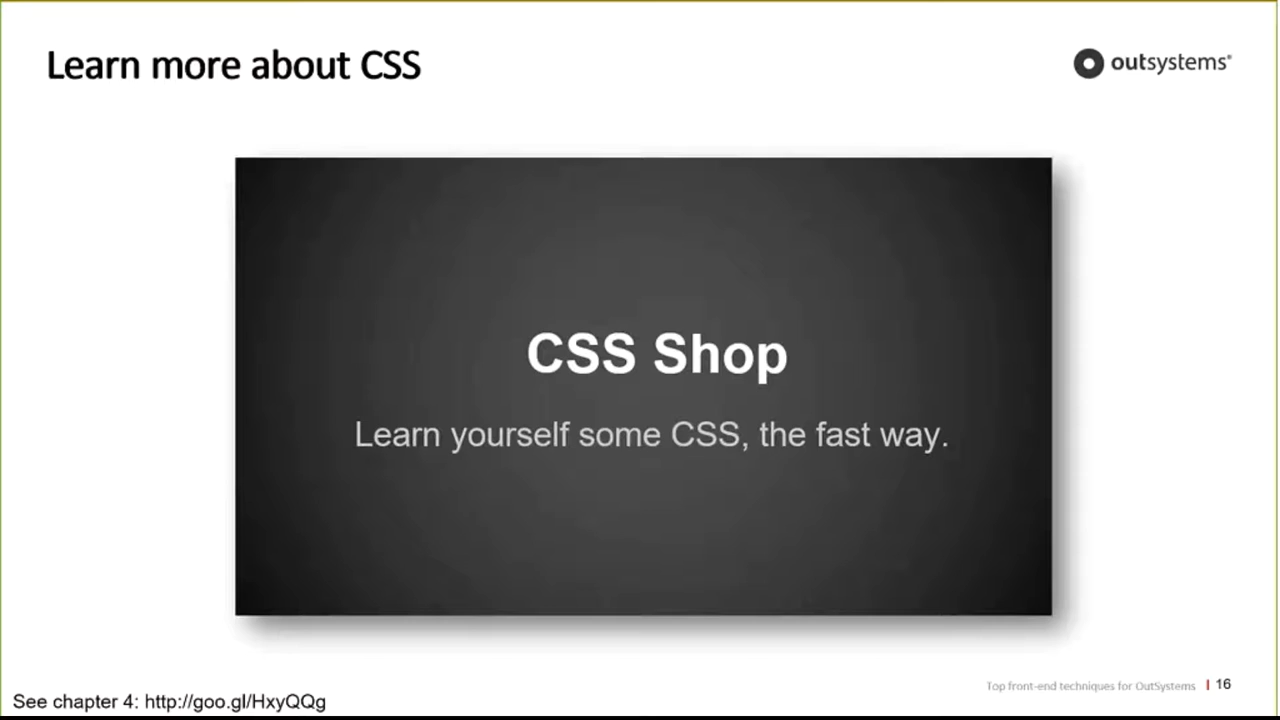 Learn more about CSS
outsystems®
CSS Shop
Learn yourself some CSS, the fast way.
Top front-end techniques for OutSystems | 16
See chapter 4: http://goo.gl/HxyQQg